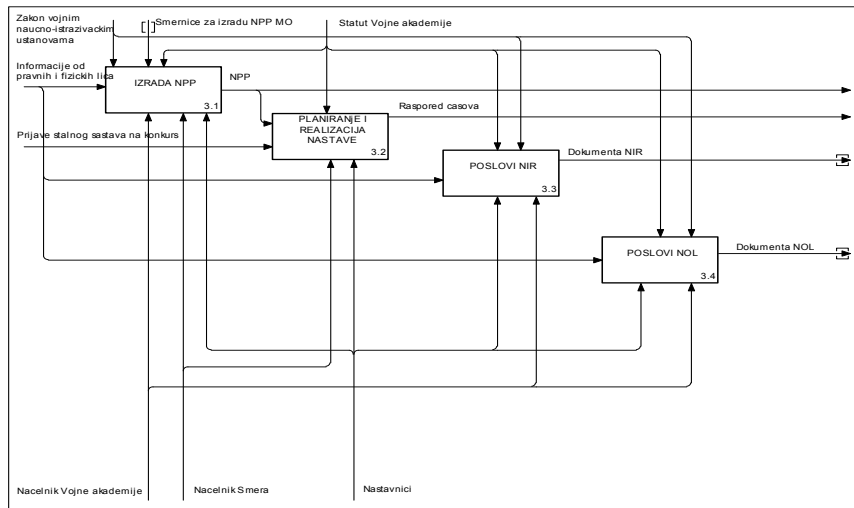 Zakon vojnim
naucno-istrazivackim
ustanovama
Smernice za izradu NPP MO
Statut Vojne akademije
Informacije od
pravnih i fizickih lica
IZRADA NPP
3.1
NPP
Raspored casova
PLANIRANJE I
REALIZACIJA
NASTAVE
3.2
Prijave stalnog sastava na konkurs
POSLOVI NIR
3.3
Dokumenta NIR
POSLOVI NOL
3.4
Dokumenta NOL
Nacelnik Vojne akademije
Nacelnik Smera
Nastavnici